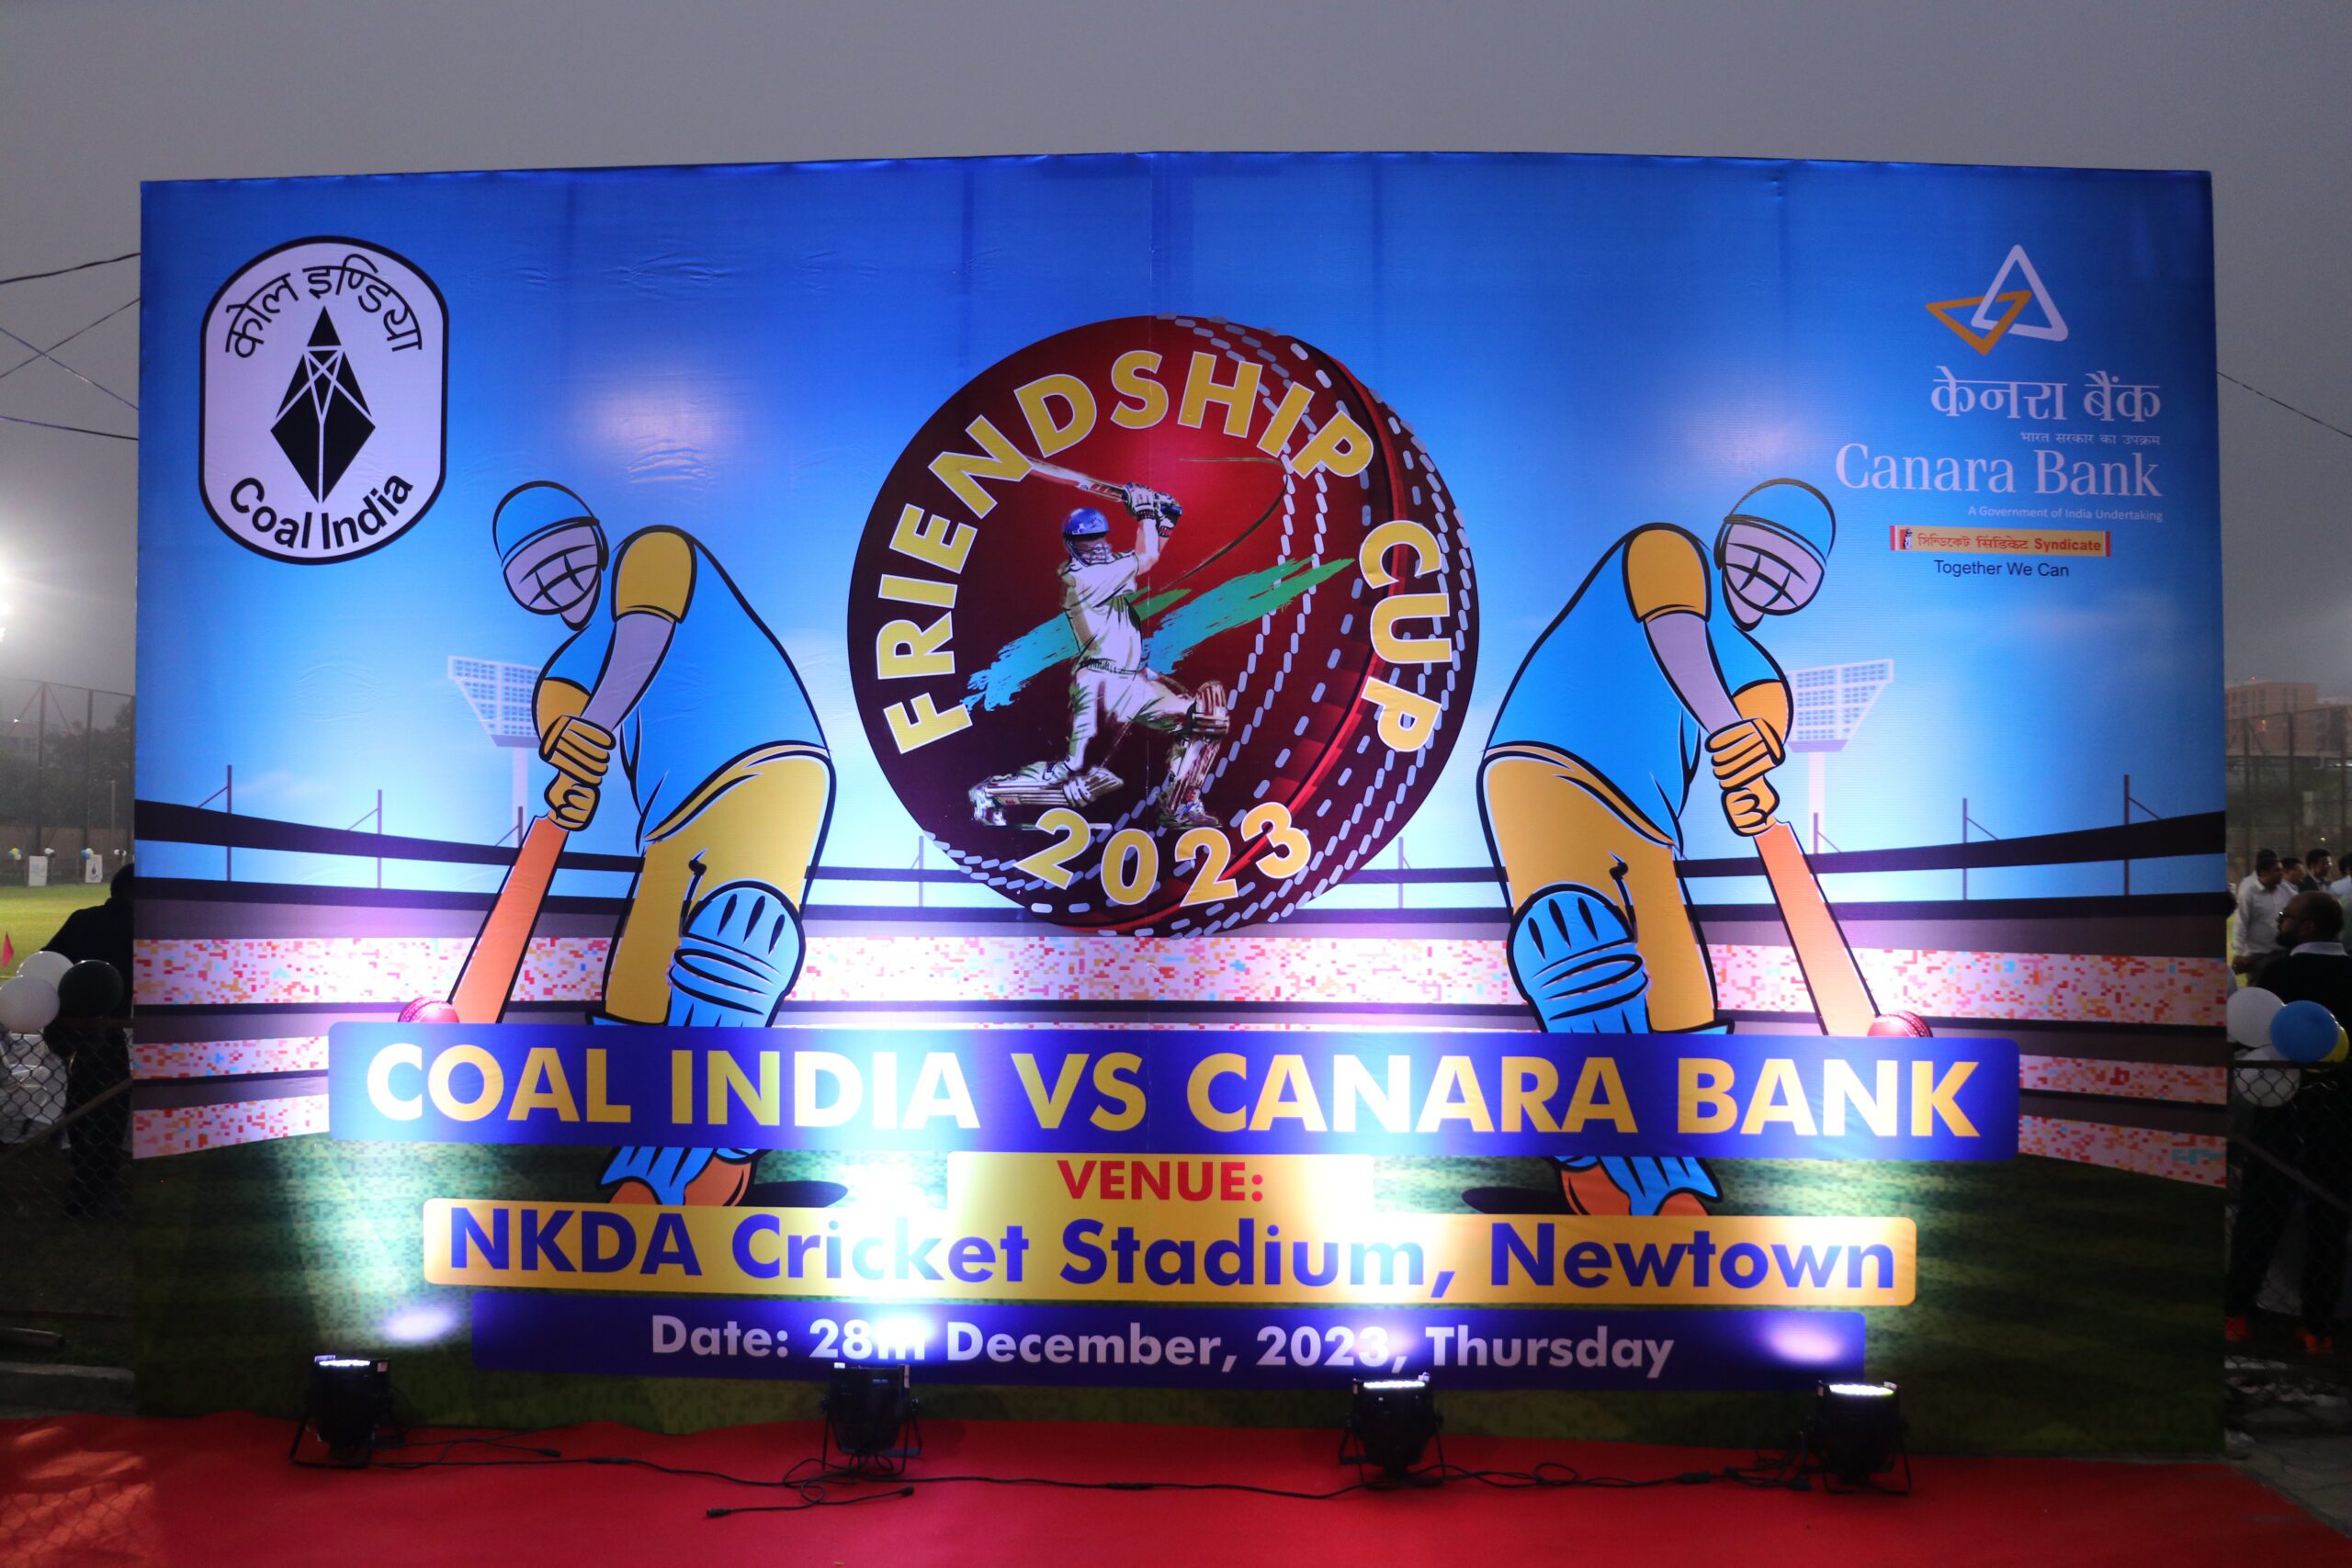 कोल इण्डिया
Coal India
FRIENDSHIP CUP
2023
केनरा बैंक
भारत सरकार का उपक्रम
Canara Bank
A Government of India Undertaking
सिन्डिकेट सिंडिकेट Syndicate
Together We Can
COAL INDIA VS CANARA BANK
VENUE:
NKDA Cricket Stadium, Newtown
Date: 28th December, 2023, Thursday